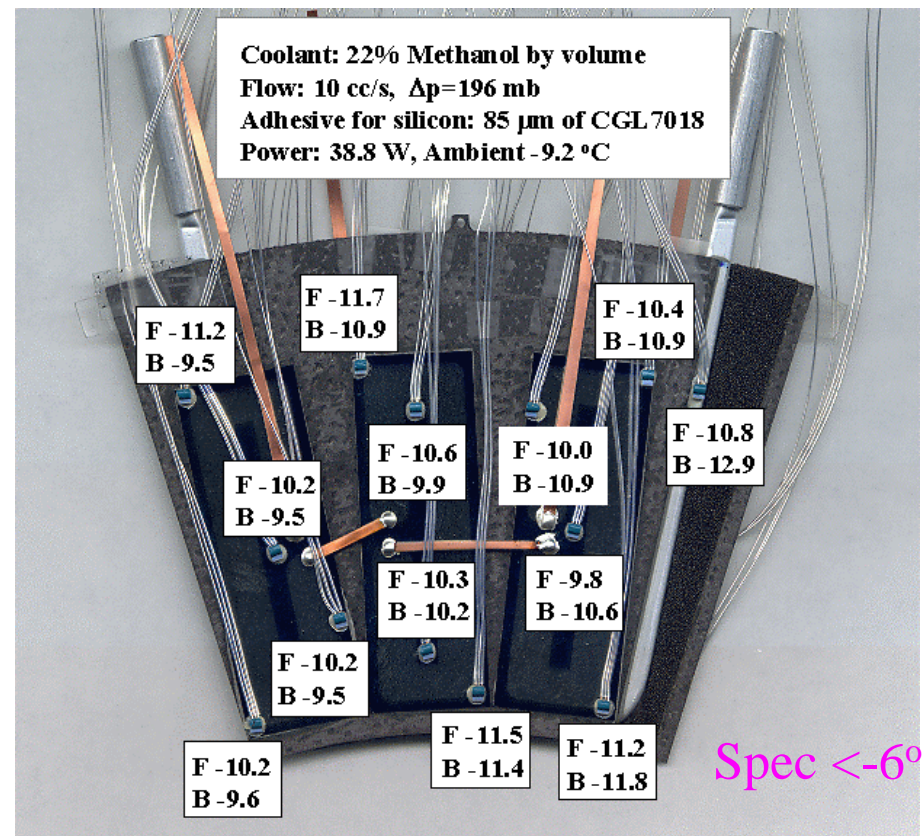 Coolant: 22% Methanol by volume
Flow: 10 cc/s, Δp=196 mb
Adhesive for silicon: 85 μm of CGL7018
Power: 38.8 W, Ambient -9.2 °C
F -11.7
B -10.9
F -10.4
B -10.9
F -11.2
B -9.5
F -10.8
B -12.9
F -10.6
B -9.9
F -10.0
B -10.9
F -10.2
B -9.5
F -10.3
B -10.2
F -9.8
B -10.6
F -10.2
B -9.5
F -11.5
B -11.4
F -11.2
B -11.8
F -10.2
B -9.6
Spec <-6°